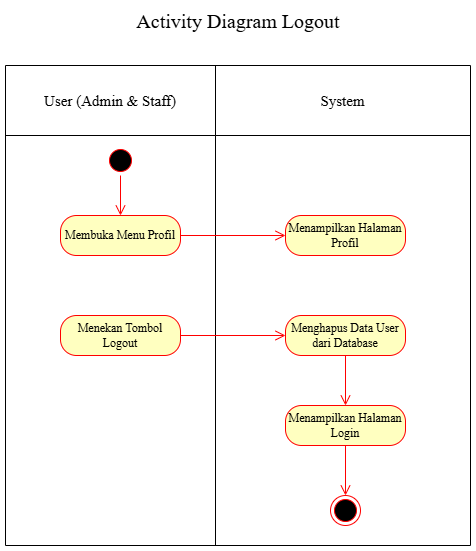 Activity Diagram Logout
User (Admin & Staff)
System
Membuka Menu Profil
Menampilkan Halaman
Profil
Menekan Tombol
Logout
Menghapus Data User
dari Database
Menampilkan Halaman
Login